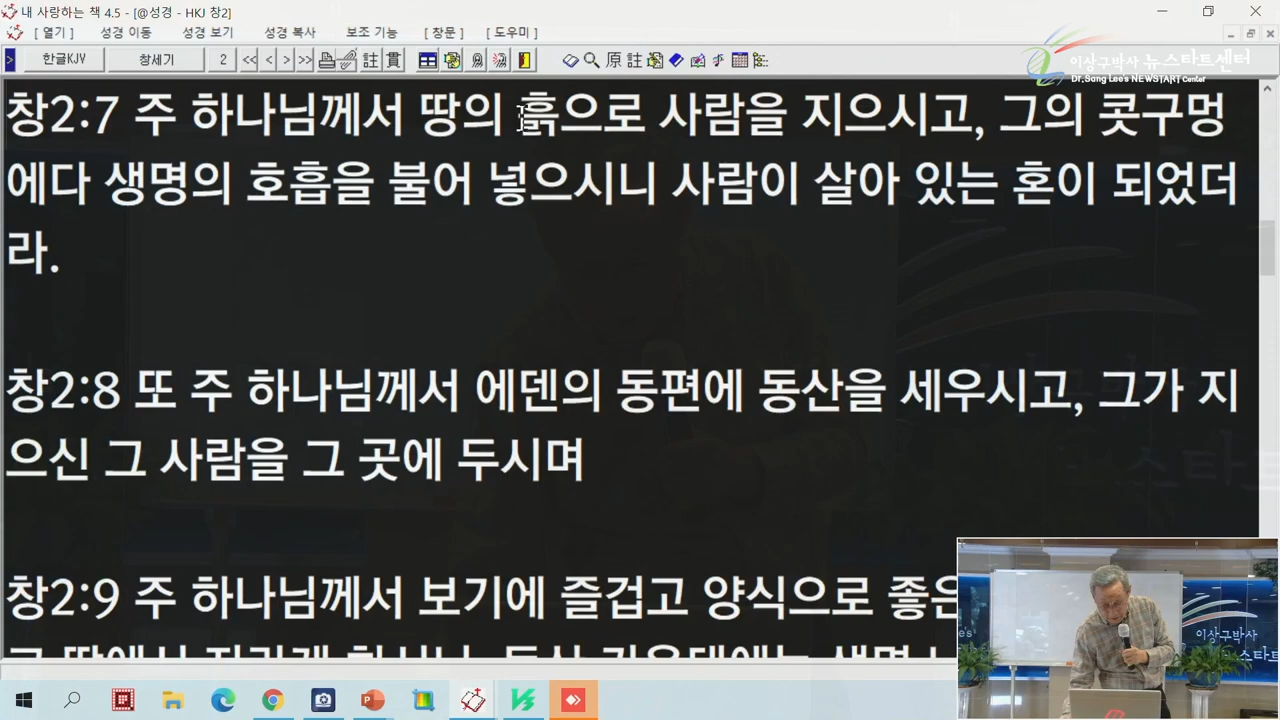 내 사랑하는 책 4.5 - [@성경 - HKJ 창2]
[ 열기 ] 성경 이동 성경 보기 성경 복사 보조 기능 [ 창문 ] [ 도우미 ]
한글KJV 창세기 2 << < > >> 註 貫 原 註
이상구박사 뉴스타트센터
Dr.Sang Lee's NEWSTART Center
창2:7 주 하나님께서 땅의 흙으로 사람을 지으시고, 그의 콧구멍
에다 생명의 호흡을 불어 넣으시니 사람이 살아 있는 혼이 되었더
라.
창2:8 또 주 하나님께서 에덴의 동편에 동산을 세우시고, 그가 지
으신 그 사람을 그 곳에 두시며
창2:9 주 하나님께서 보기에 즐겁고 양식으로 좋은
이상구박사